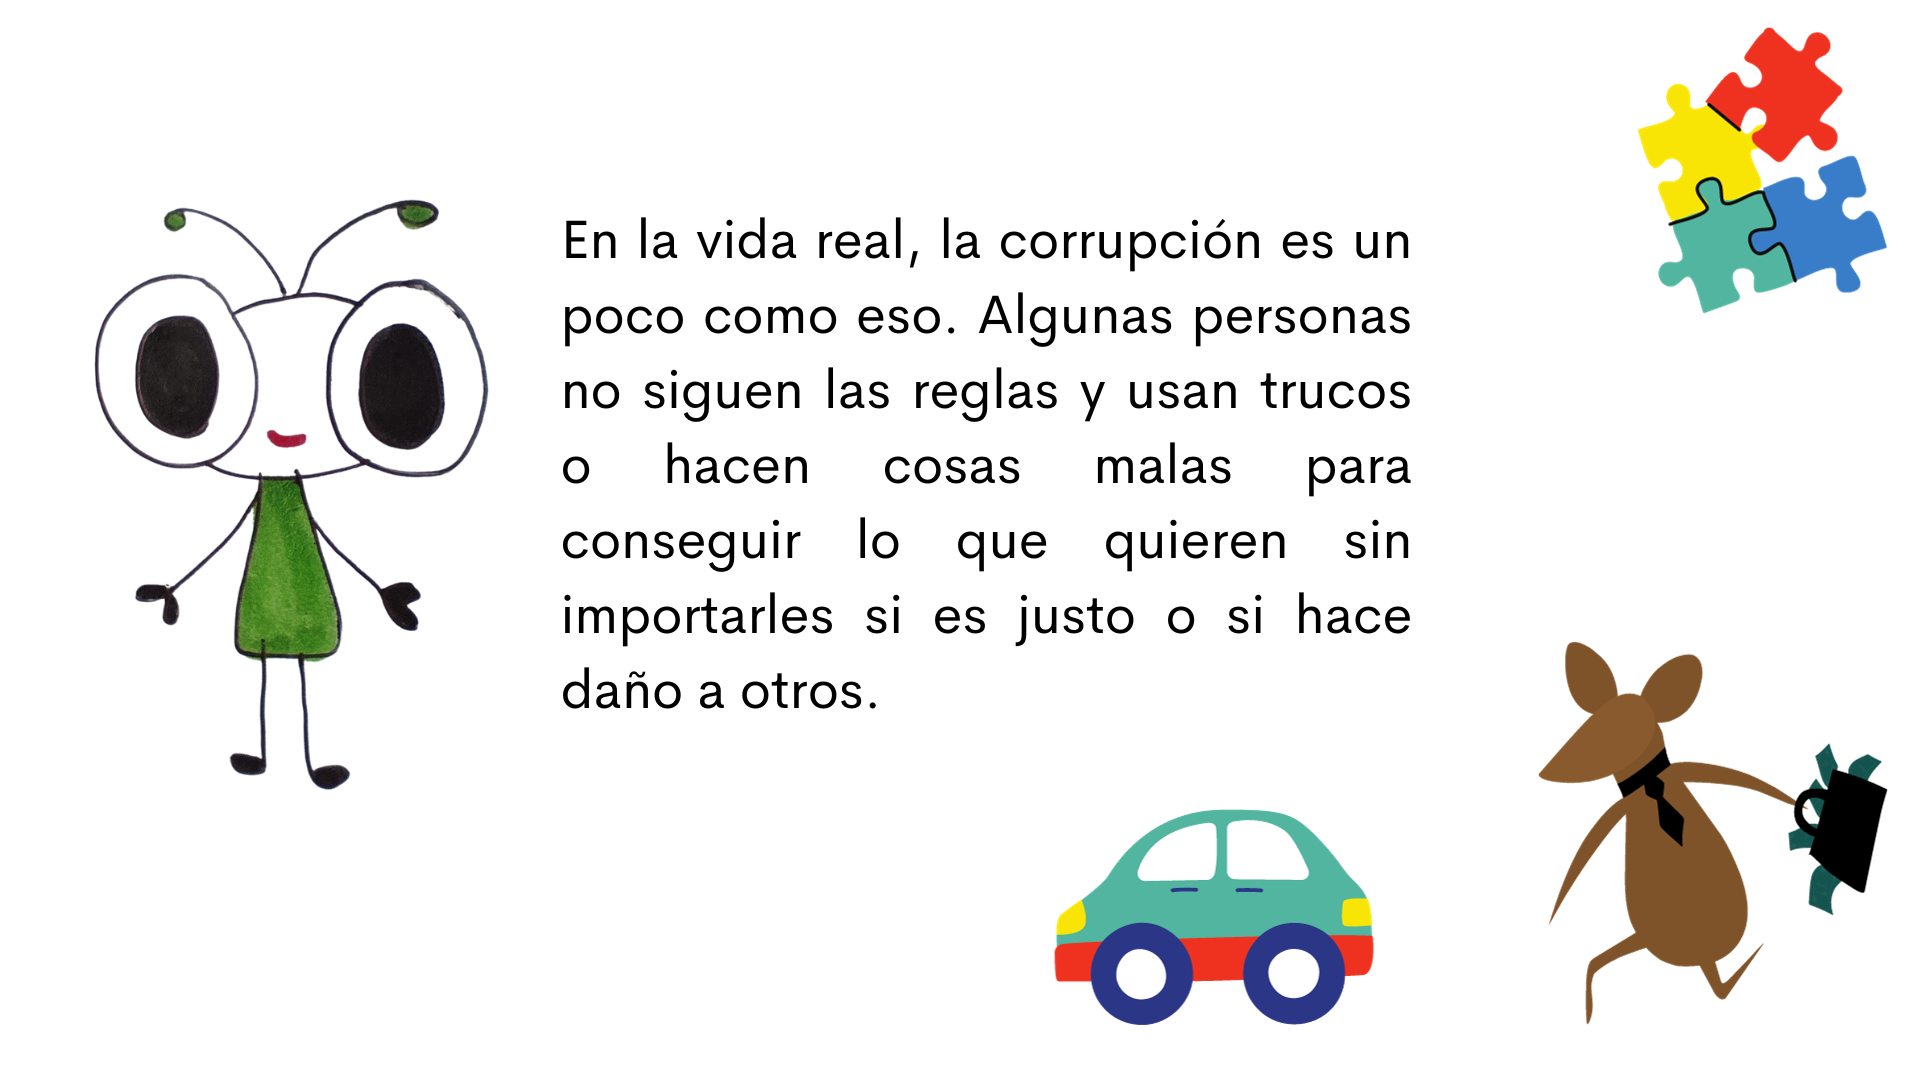 En la vida real, la corrupción es un
poco como eso. Algunas personas
no siguen las reglas y usan trucos
o hacen cosas malas para
conseguir lo que quieren sin
importarles si es justo o si hace
daño a otros.